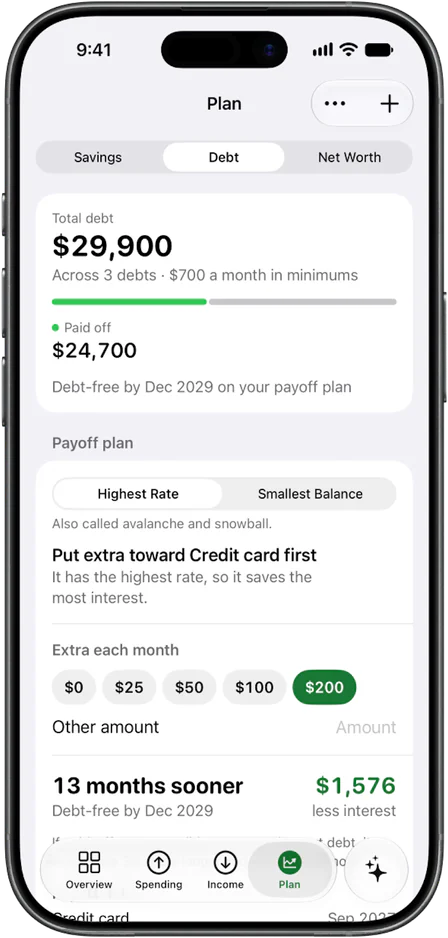 9:41
Plan
Savings
Debt
Net Worth
Total debt
$29,900
Across 3 debts · $700 a month in minimums
Paid off
$24,700
Debt-free by Dec 2029 on your payoff plan
Payoff plan
Highest Rate
Smallest Balance
Also called avalanche and snowball.
Put extra toward Credit card first
It has the highest rate, so it saves the
most interest.
Extra each month
$0
$25
$50
$100
$200
Other amount
Amount
13 months sooner
$1,576
Debt-free by Dec 2029
less interest
debt
Overview
Spending
Income
Plan
Credit card
Sep 2027